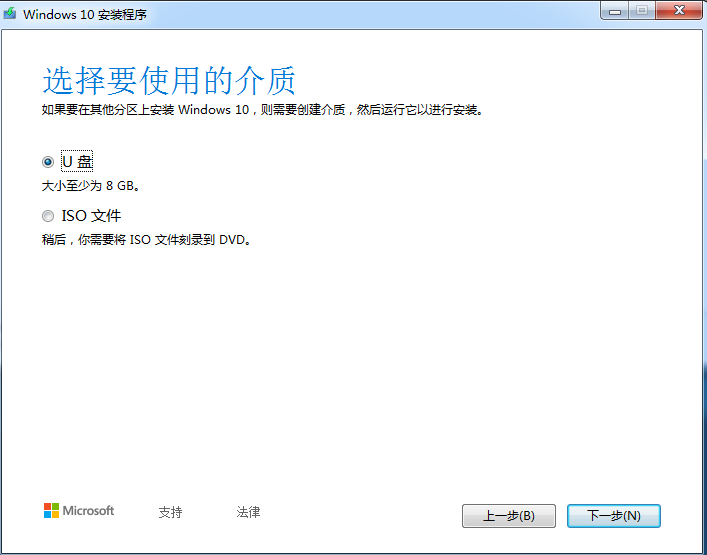 Windows 10 安装程序
选择要使用的介质
如果要在其他分区上安装 Windows 10，则需要创建介质，然后运行它以进行安装。
U 盘
大小至少为 8 GB。
ISO 文件
稍后，你需要将 ISO 文件刻录到 DVD。
Microsoft 支持 法律 上一步(B) 下一步(N)